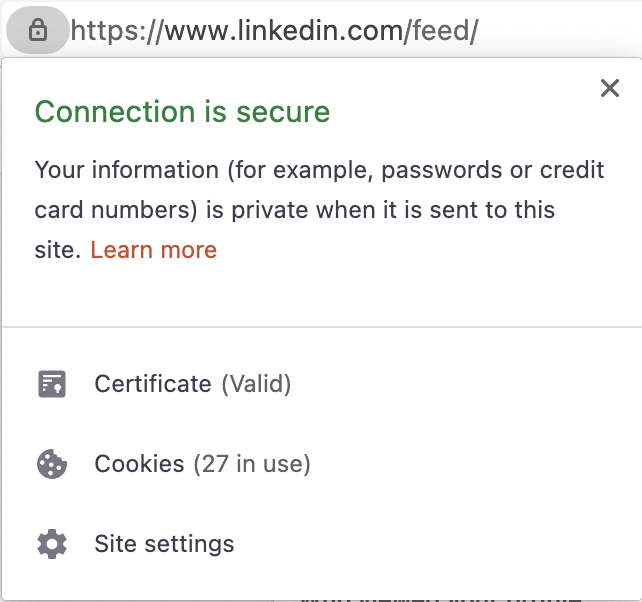 https://www.linkedin.com/feed/
Connection is secure
Your information (for example, passwords or credit
card numbers) is private when it is sent to this
site. Learn more
Certificate (Valid)
Cookies (27 in use)
Site settings